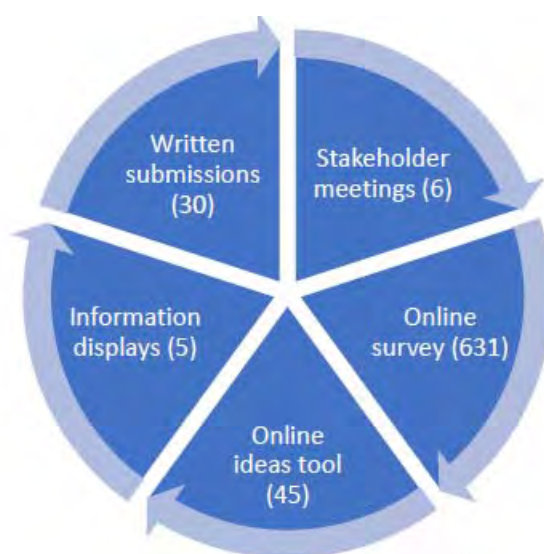 Written
submissions
(30)
Stakeholder
meetings (6)
Information
displays (5)
Online
survey (631)
Online
ideas tool
(45)